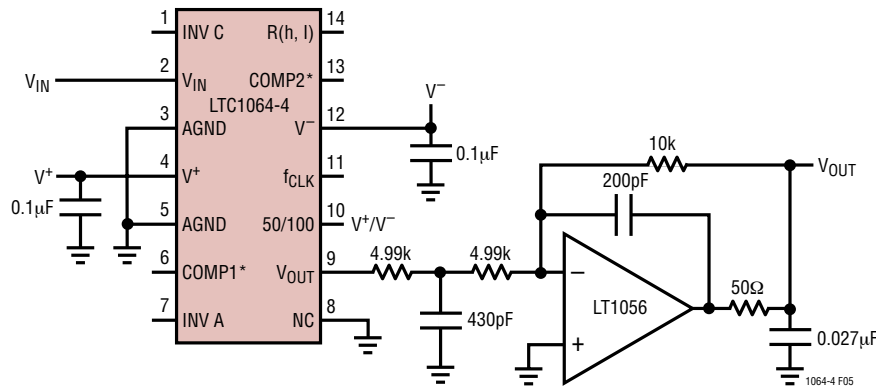 1
INV C
R(h, I)
14
V_IN
2
V_IN
COMP2*
13
LTC1064-4
3
AGND
V⁻
12
V⁻
0.1µF
V⁺
4
V⁺
f_CLK
11
0.1µF
5
AGND
50/100
10
V⁺/V⁻
6
COMP1*
V_OUT
9
4.99k
4.99k
430pF
7
INV A
NC
8
10k
V_OUT
200pF
–
LT1056
+
50Ω
0.027µF
1064-4 F05